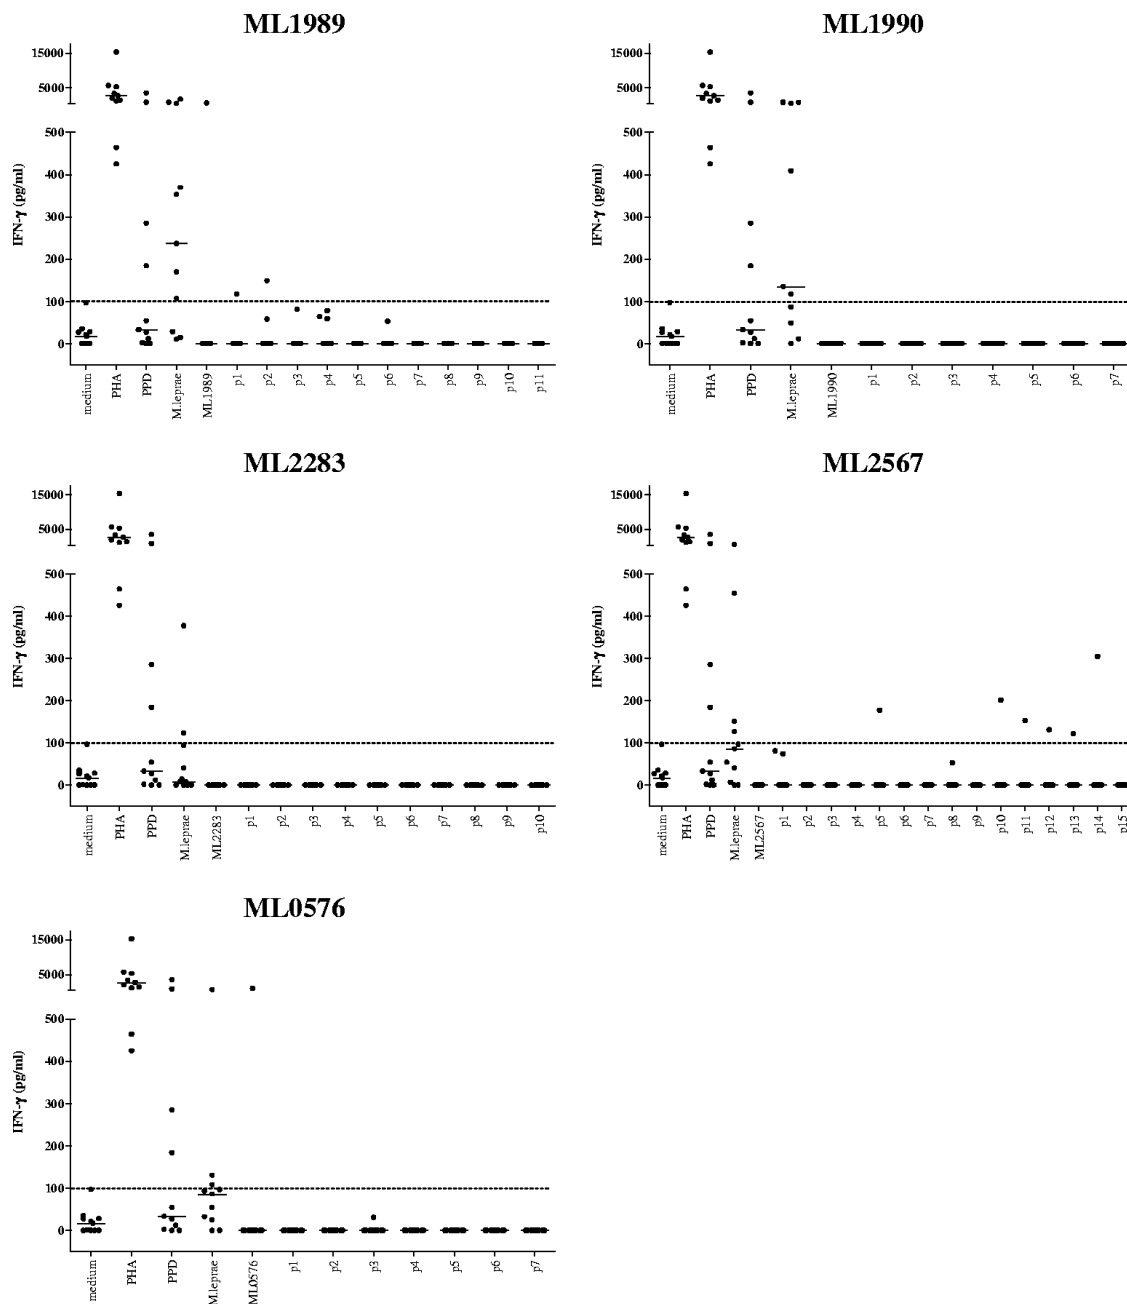 ML1989
15000
5000
500
400
300
200
100
0
IFN-γ (pg/ml)
medium
PHA
PPD
M.leprae
ML1989
p1
p2
p3
p4
p5
p6
p7
p8
p9
p10
p11
ML1990
15000
5000
500
400
300
200
100
0
IFN-γ (pg/ml)
medium
PHA
PPD
M.leprae
ML1990
p1
p2
p3
p4
p5
p6
p7
ML2283
15000
5000
500
400
300
200
100
0
IFN-γ (pg/ml)
medium
PHA
PPD
M.leprae
ML2283
p1
p2
p3
p4
p5
p6
p7
p8
p9
p10
ML2567
15000
5000
500
400
300
200
100
0
IFN-γ (pg/ml)
medium
PHA
PPD
M.leprae
ML2567
p1
p2
p3
p4
p5
p6
p7
p8
p9
p10
p11
p12
p13
p14
p15
ML0576
15000
5000
500
400
300
200
100
0
IFN-γ (pg/ml)
medium
PHA
PPD
M.leprae
ML0576
p1
p2
p3
p4
p5
p6
p7